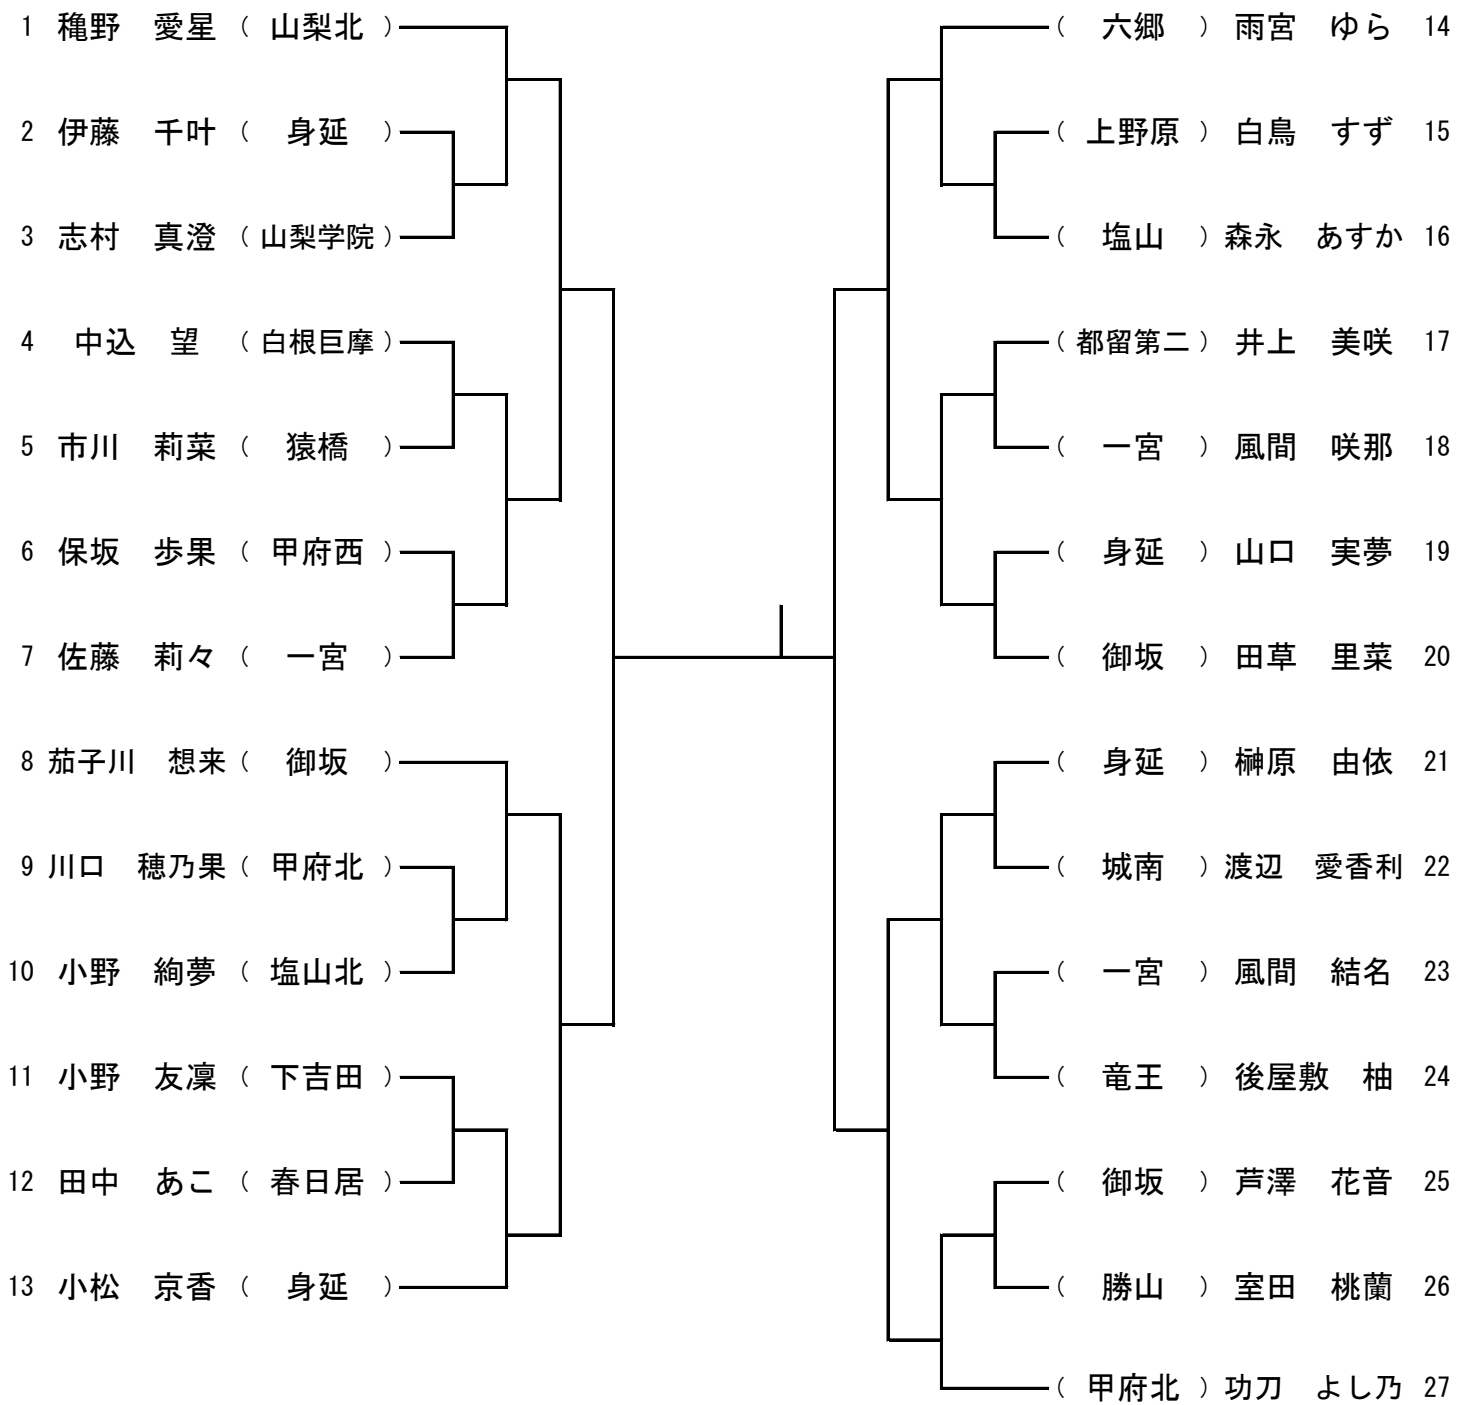 1 穐野 愛星 ( 山梨北 )
2 伊藤 千叶 ( 身延 )
3 志村 真澄 ( 山梨学院 )
4 中込 望 ( 白根巨摩 )
5 市川 莉菜 ( 猿橋 )
6 保坂 歩果 ( 甲府西 )
7 佐藤 莉々 ( 一宮 )
8 茄子川 想来 ( 御坂 )
9 川口 穂乃果 ( 甲府北 )
10 小野 絢夢 ( 塩山北 )
11 小野 友凜 ( 下吉田 )
12 田中 あこ ( 春日居 )
13 小松 京香 ( 身延 )
( 六郷 ) 雨宮 ゆら 14
( 上野原 ) 白鳥 すず 15
( 塩山 ) 森永 あすか 16
( 都留第二 ) 井上 美咲 17
( 一宮 ) 風間 咲那 18
( 身延 ) 山口 実夢 19
( 御坂 ) 田草 里菜 20
( 身延 ) 榊原 由依 21
( 城南 ) 渡辺 愛香利 22
( 一宮 ) 風間 結名 23
( 竜王 ) 後屋敷 柚 24
( 御坂 ) 芦澤 花音 25
( 勝山 ) 室田 桃蘭 26
( 甲府北 ) 功刀 よし乃 27